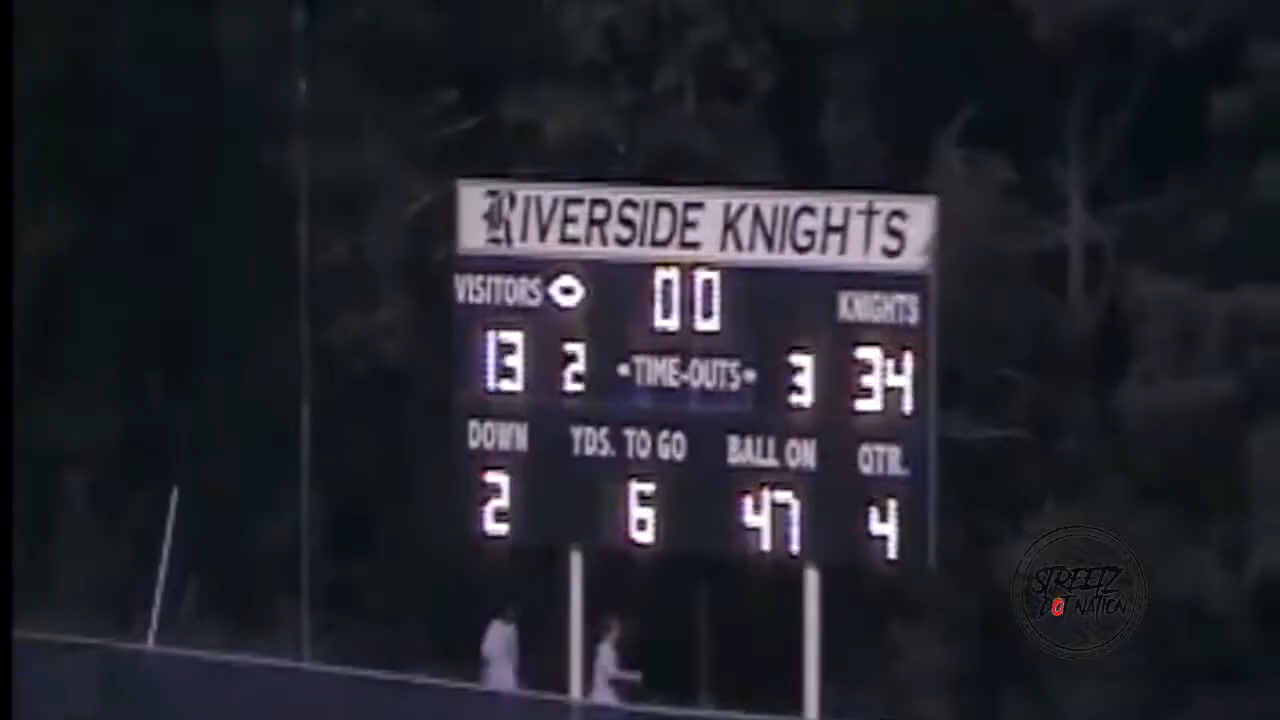 RIVERSIDE KNIGHTS
VISITORS 00 KNIGHTS
13 2 •TIME-OUTS• 3 34
DOWN YDS. TO GO BALL ON QTR.
2 6 47 4
STREETZ
DOT NATION